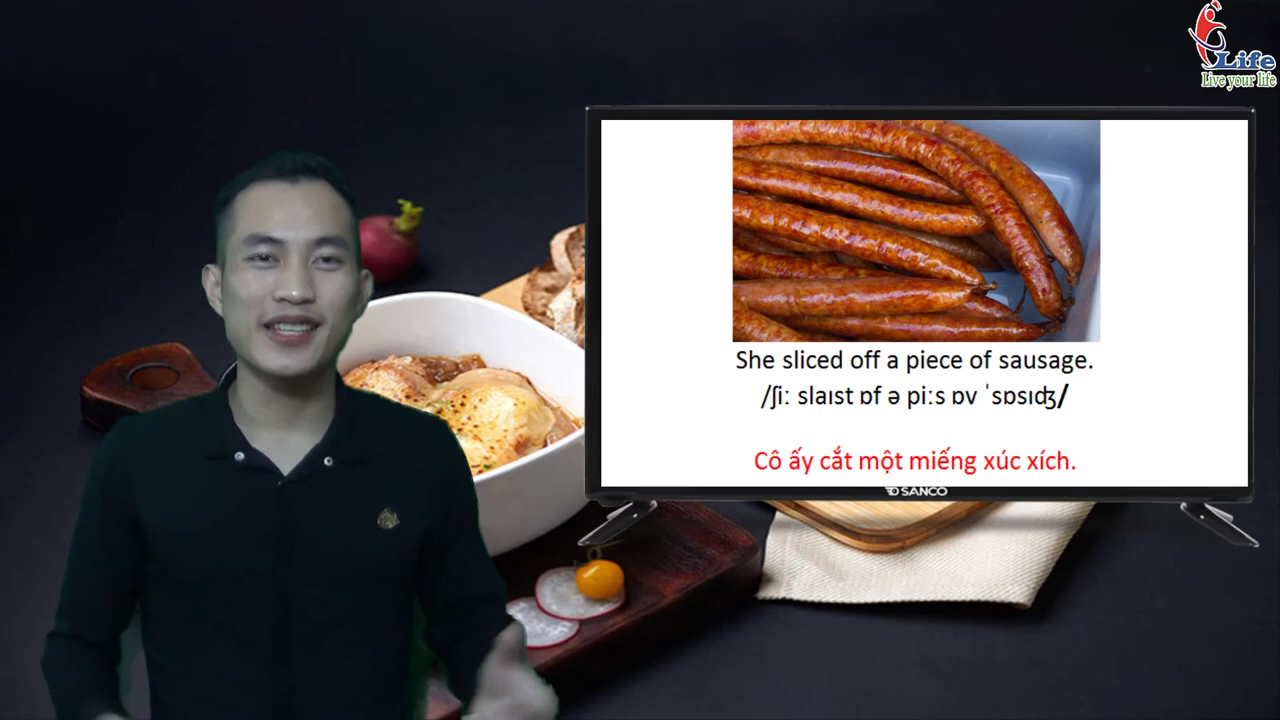 Life
Live your life
She sliced off a piece of sausage.
/ʃiː slaɪst ɒf ə piːs ɒv ˈsɒsɪʤ/
Cô ấy cắt một miếng xúc xích.
SANCO